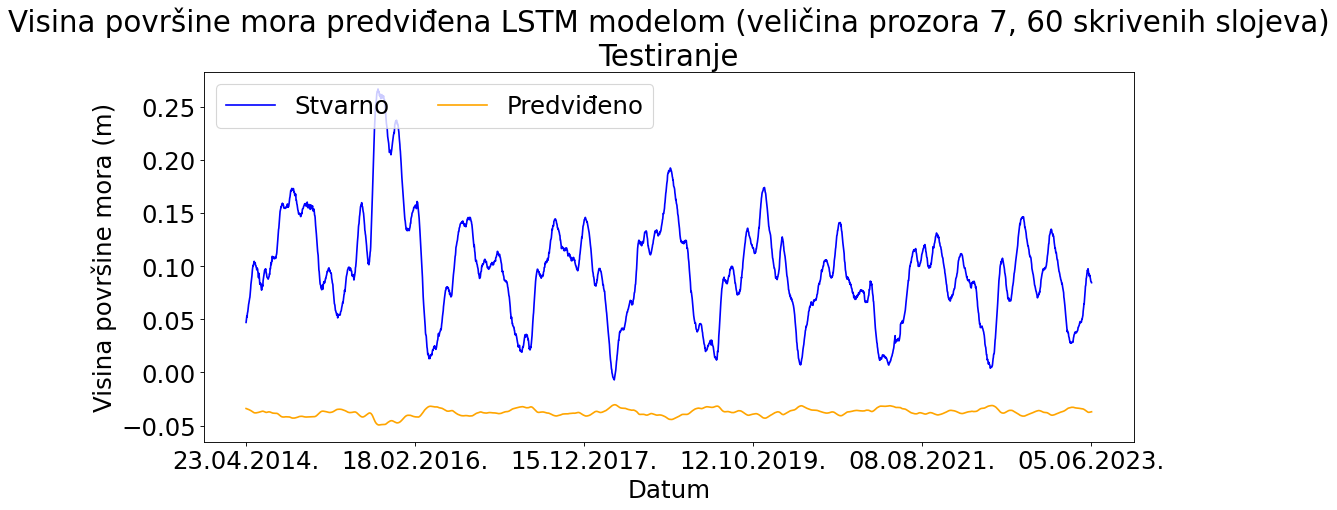 Visina površine mora predviđena LSTM modelom (veličina prozora 7, 60 skrivenih slojeva)
Testiranje
Stvarno Predviđeno
Visina površine mora (m)
0.25
0.20
0.15
0.10
0.05
0.00
−0.05
23.04.2014. 18.02.2016. 15.12.2017. 12.10.2019. 08.08.2021. 05.06.2023.
Datum